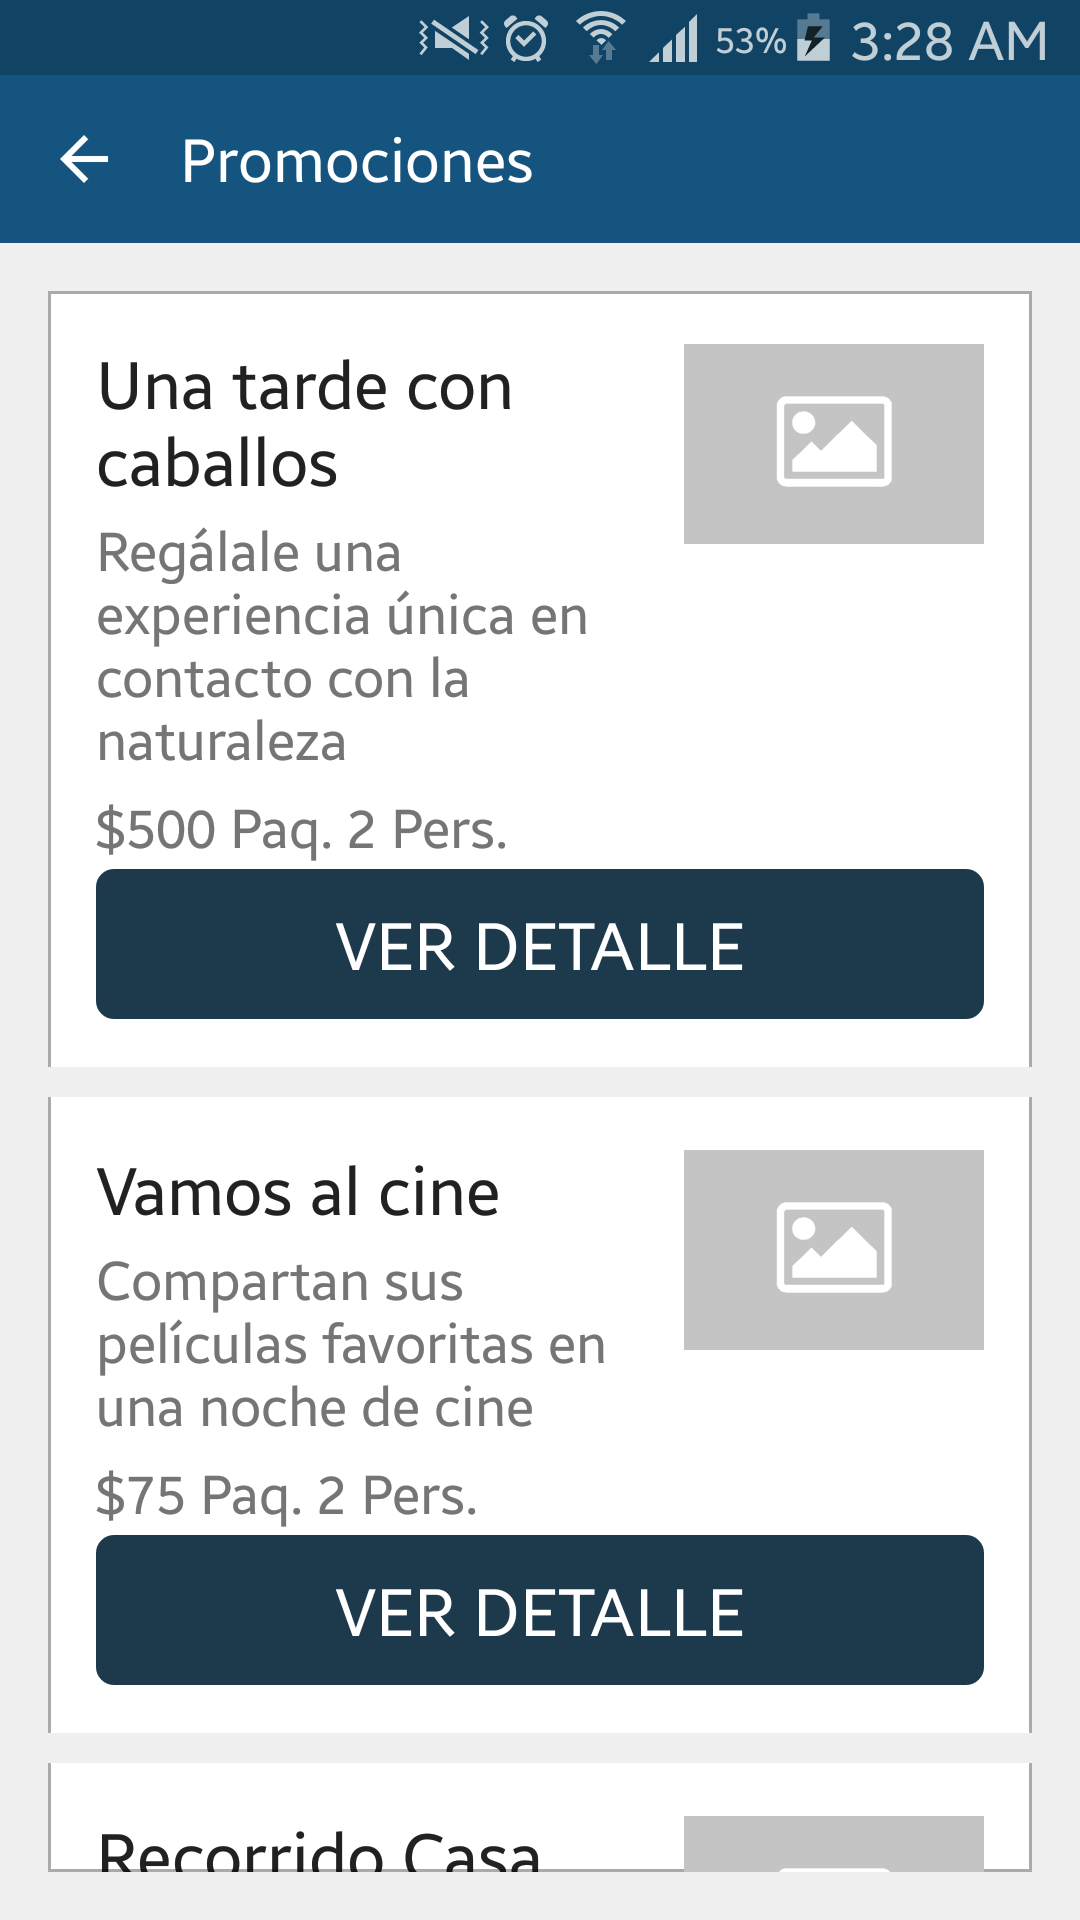 53% 3:28 AM
Promociones
Una tarde con
caballos
Regálale una
experiencia única en
contacto con la
naturaleza
$500 Paq. 2 Pers.
VER DETALLE
Vamos al cine
Compartan sus
películas favoritas en
una noche de cine
$75 Paq. 2 Pers.
VER DETALLE
Recorrido Casa